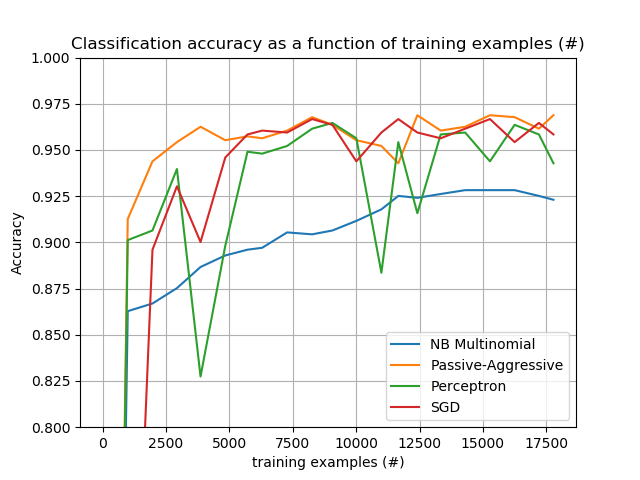 Classification accuracy as a function of training examples (#)
1.000
0.975
0.950
0.925
0.900
0.875
0.850
0.825
0.800
Accuracy
NB Multinomial
Passive-Aggressive
Perceptron
SGD
0 2500 5000 7500 10000 12500 15000 17500
training examples (#)